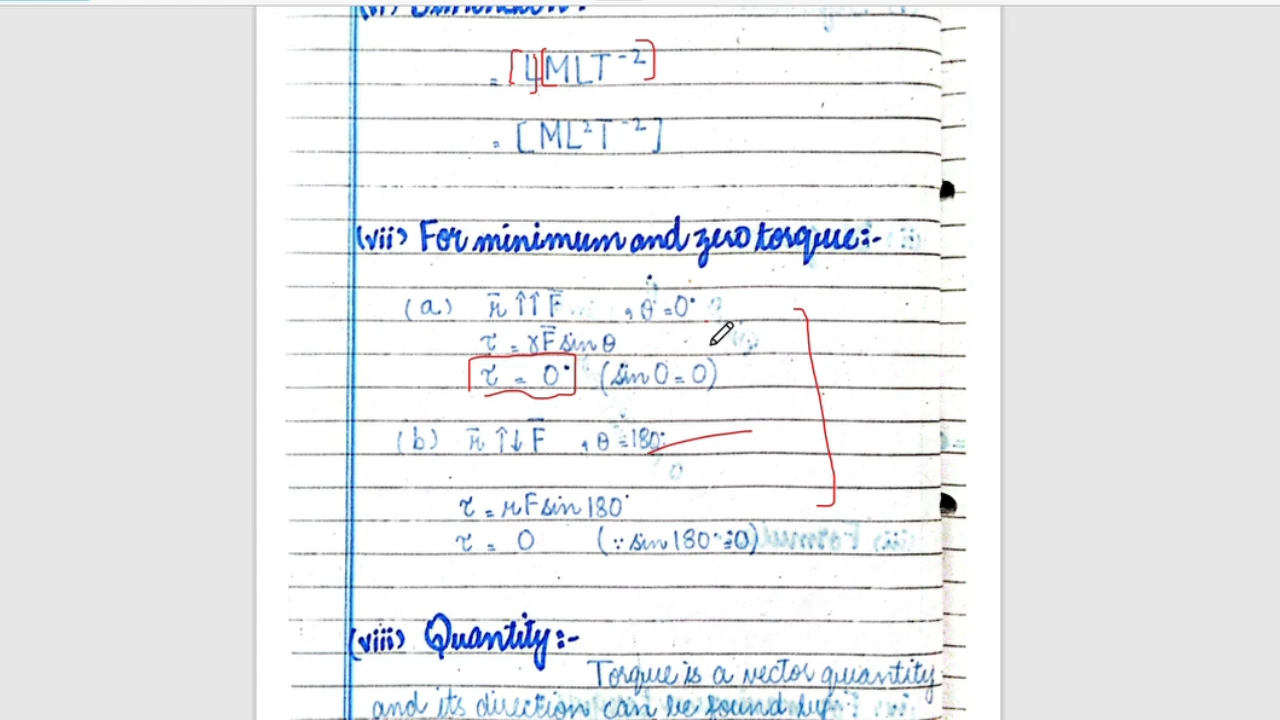 (vi) Dimension:-
= [L][MLT⁻²]
= [ML²T⁻²]
(vii) For minimum and zero torque:-
(a) r̄ ↑↑ F̄ , θ = 0°
τ = rF̄ sin θ
τ = 0° (sin 0 = 0)
(b) r̄ ↑↓ F̄ , θ = 180°
τ = rF sin 180°
τ = 0 (∵ sin 180° = 0)
(viii) Quantity:-
Torque is a vector quantity
and its direction can be found by